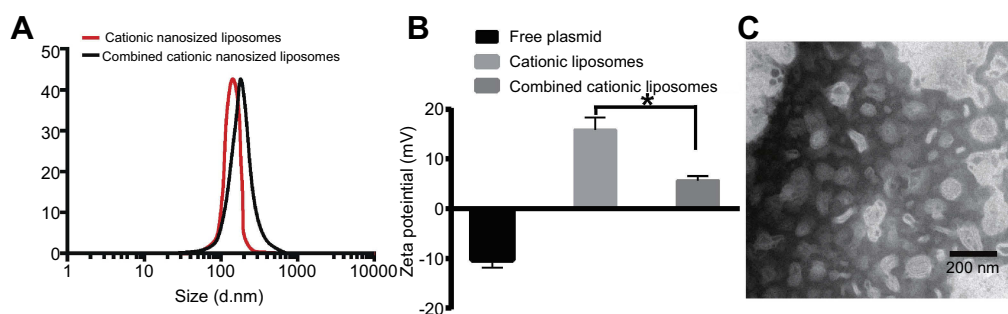 A
Cationic nanosized liposomes
Combined cationic nanosized liposomes
50
40
30
20
10
0
1
10
100
1000
10000
Size (d.nm)
B
Free plasmid
Cationic liposomes
Combined cationic liposomes
*
Zeta poteintial (mV)
20
10
0
-10
-20
C
200 nm